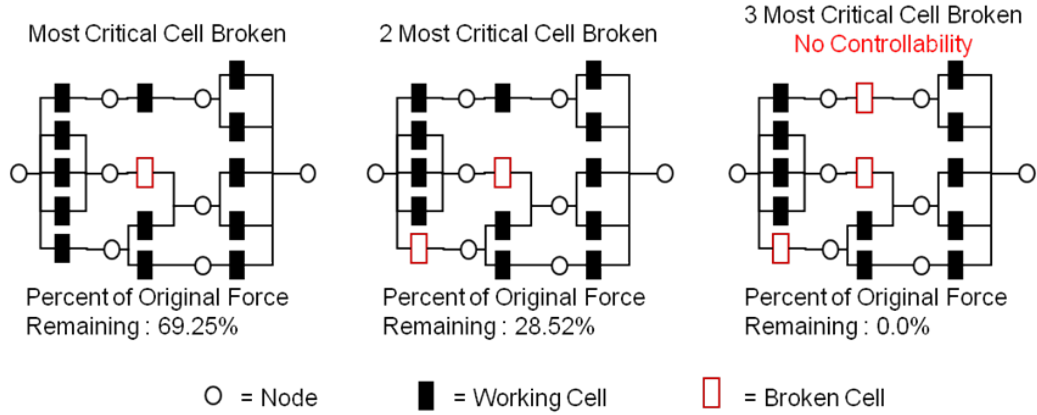 Most Critical Cell Broken
2 Most Critical Cell Broken
3 Most Critical Cell Broken
No Controllability
Percent of Original Force
Remaining : 69.25%
Percent of Original Force
Remaining : 28.52%
Percent of Original Force
Remaining : 0.0%
= Node
= Working Cell
= Broken Cell